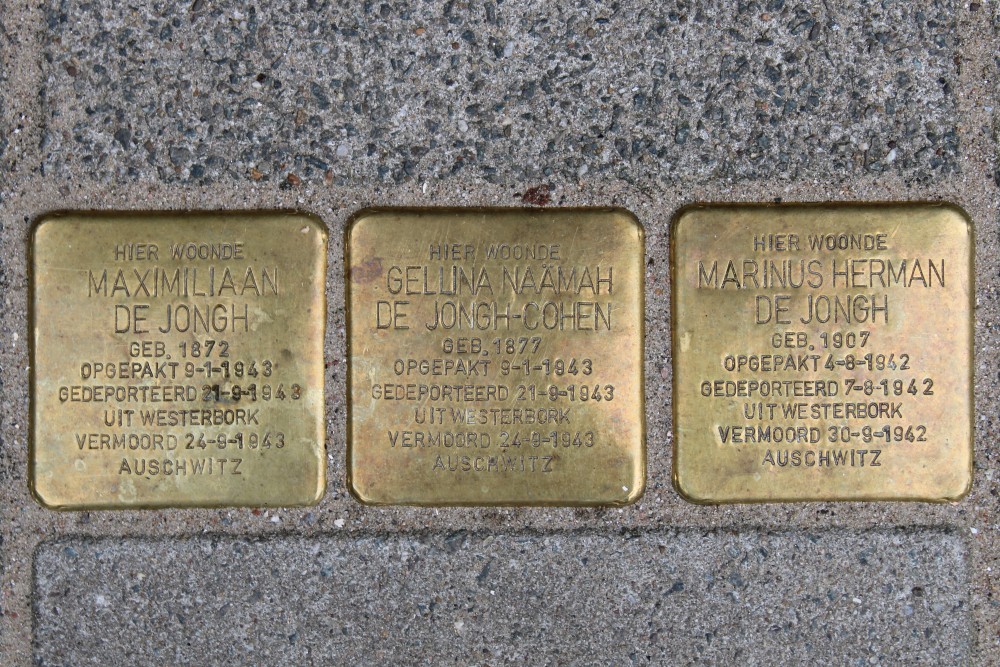 HIER WOONDE
MAXIMILIAAN
DE JONGH
GEB. 1872
OPGEPAKT 9-1-1943
GEDEPORTEERD 21-9-1943
UIT WESTERBORK
VERMOORD 24-9-1943
AUSCHWITZ
HIER WOONDE
GELLINA NAÄMAH
DE JONGH-COHEN
GEB. 1877
OPGEPAKT 9-1-1943
GEDEPORTEERD 21-9-1943
UIT WESTERBORK
VERMOORD 24-9-1943
AUSCHWITZ
HIER WOONDE
MARINUS HERMAN
DE JONGH
GEB. 1907
OPGEPAKT 4-8-1942
GEDEPORTEERD 7-8-1942
UIT WESTERBORK
VERMOORD 30-9-1942
AUSCHWITZ